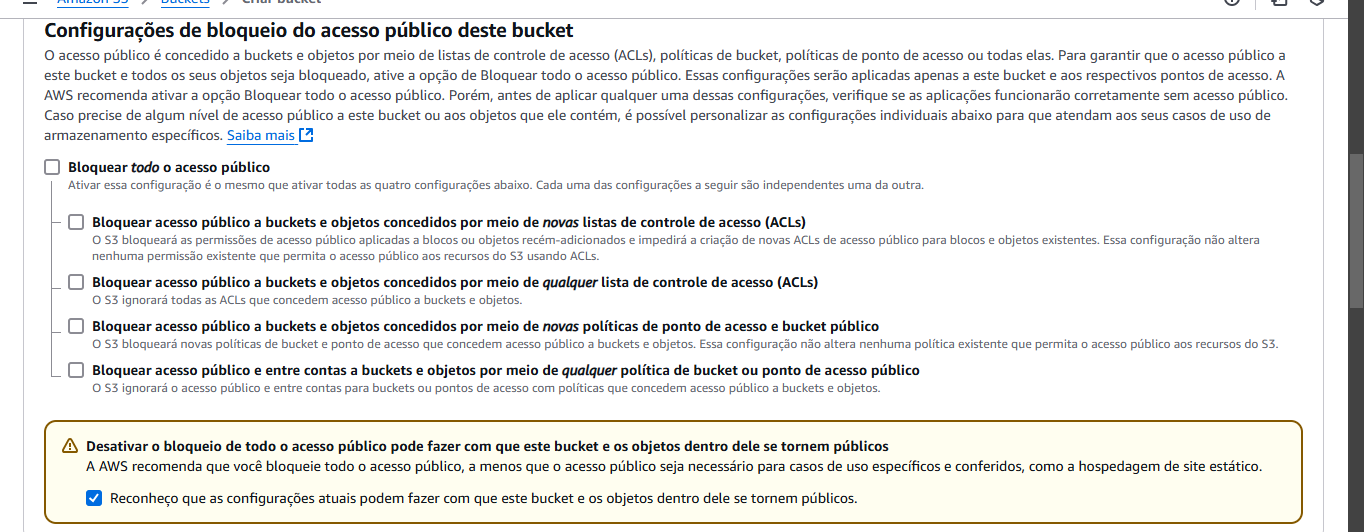 Amazon S3 > Buckets > Criar bucket
Configurações de bloqueio do acesso público deste bucket
O acesso público é concedido a buckets e objetos por meio de listas de controle de acesso (ACLs), políticas de bucket, políticas de ponto de acesso ou todas elas. Para garantir que o acesso público a
este bucket e todos os seus objetos seja bloqueado, ative a opção de Bloquear todo o acesso público. Essas configurações serão aplicadas apenas a este bucket e aos respectivos pontos de acesso. A
AWS recomenda ativar a opção Bloquear todo o acesso público. Porém, antes de aplicar qualquer uma dessas configurações, verifique se as aplicações funcionarão corretamente sem acesso público.
Caso precise de algum nível de acesso público a este bucket ou aos objetos que ele contém, é possível personalizar as configurações individuais abaixo para que atendam aos seus casos de uso de
armazenamento específicos. Saiba mais
Bloquear todo o acesso público
Ativar essa configuração é o mesmo que ativar todas as quatro configurações abaixo. Cada uma das configurações a seguir são independentes uma da outra.
Bloquear acesso público a buckets e objetos concedidos por meio de novas listas de controle de acesso (ACLs)
O S3 bloqueará as permissões de acesso público aplicadas a blocos ou objetos recém-adicionados e impedirá a criação de novas ACLs de acesso público para blocos e objetos existentes. Essa configuração não altera
nenhuma permissão existente que permita o acesso público aos recursos do S3 usando ACLs.
Bloquear acesso público a buckets e objetos concedidos por meio de qualquer lista de controle de acesso (ACLs)
O S3 ignorará todas as ACLs que concedem acesso público a buckets e objetos.
Bloquear acesso público a buckets e objetos concedidos por meio de novas políticas de ponto de acesso e bucket público
O S3 bloqueará novas políticas de bucket e ponto de acesso que concedem acesso público a buckets e objetos. Essa configuração não altera nenhuma política existente que permita o acesso público aos recursos do S3.
Bloquear acesso público e entre contas a buckets e objetos por meio de qualquer política de bucket ou ponto de acesso público
O S3 ignorará o acesso público e entre contas para buckets ou pontos de acesso com políticas que concedem acesso público a buckets e objetos.
Desativar o bloqueio de todo o acesso público pode fazer com que este bucket e os objetos dentro dele se tornem públicos
A AWS recomenda que você bloqueie todo o acesso público, a menos que o acesso público seja necessário para casos de uso específicos e conferidos, como a hospedagem de site estático.
Reconheço que as configurações atuais podem fazer com que este bucket e os objetos dentro dele se tornem públicos.